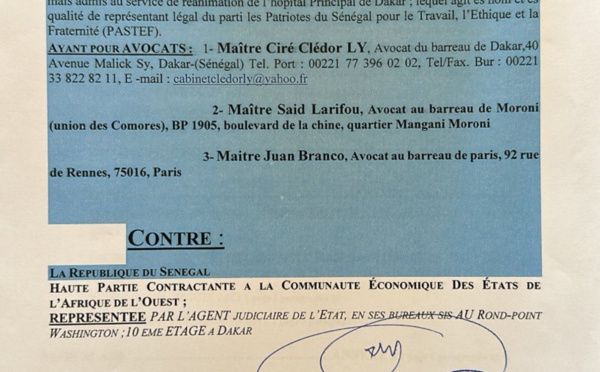 mais admis au service de réanimation de l'hôpital Principal de Dakar ; lequel agit ès nom et ès
qualité de représentant légal du parti les Patriotes du Sénégal pour le Travail, l'Ethique et la
Fraternité (PASTEF).
AYANT POUR AVOCATS : 1- Maître Ciré Clédor LY, Avocat du barreau de Dakar,40
Avenue Malick Sy, Dakar-(Sénégal) Tel. Port : 00221 77 396 02 02, Tel/Fax. Bur : 00221
33 822 82 11, E -mail : cabinetcledorly@yahoo.fr
2- Maître Said Larifou, Avocat au barreau de Moroni
(union des Comores), BP 1905, boulevard de la chine, quartier Mangani Moroni
3- Maitre Juan Branco, Avocat au barreau de paris, 92 rue
de Rennes, 75016, Paris
CONTRE :
LA REPUBLIQUE DU SENEGAL
HAUTE PARTIE CONTRACTANTE A LA COMMUNAUTE ÉCONOMIQUE DES ÉTATS DE
L'AFRIQUE DE L'OUEST ;
REPRESENTEE PAR L'AGENT JUDICIAIRE DE L'ÉTAT, EN SES BUREAUX SIS AU ROND-POINT
WASHINGTON ;10 EME ETAGE A DAKAR